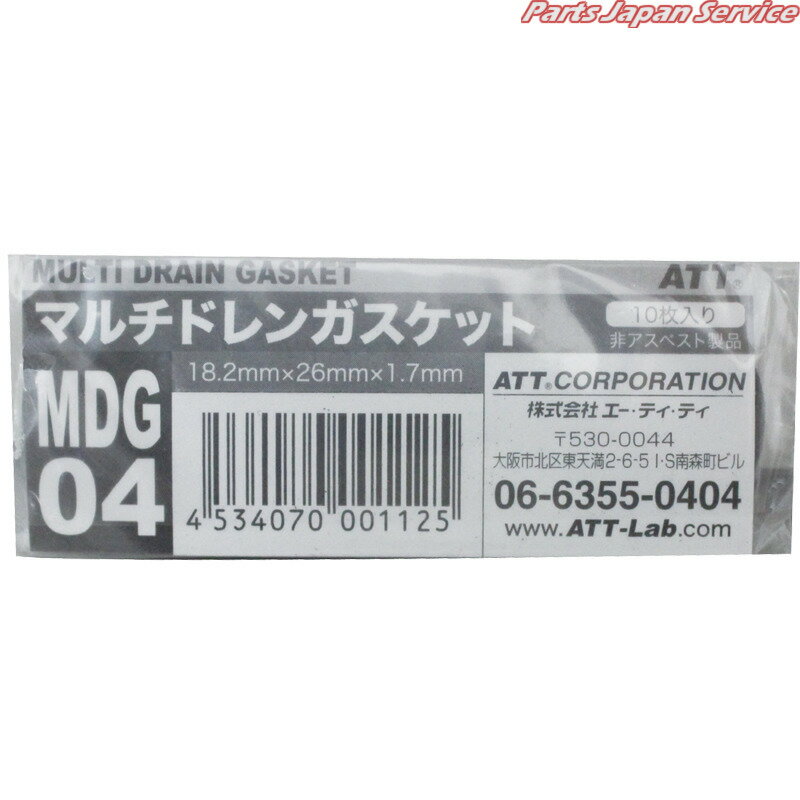 Parts Japan Service
MULTI DRAIN GASKET
ATT®
マルチドレンガスケット
10枚入り
非アスベスト製品
18.2mm×26mm×1.7mm
MDG
04
4 534070 001125
ATT®CORPORATION
株式会社 エー・ティ・ティ
〒530-0044
大阪市北区東天満2-6-5 I・S南森町ビル
06-6355-0404
www.ATT-Lab.com